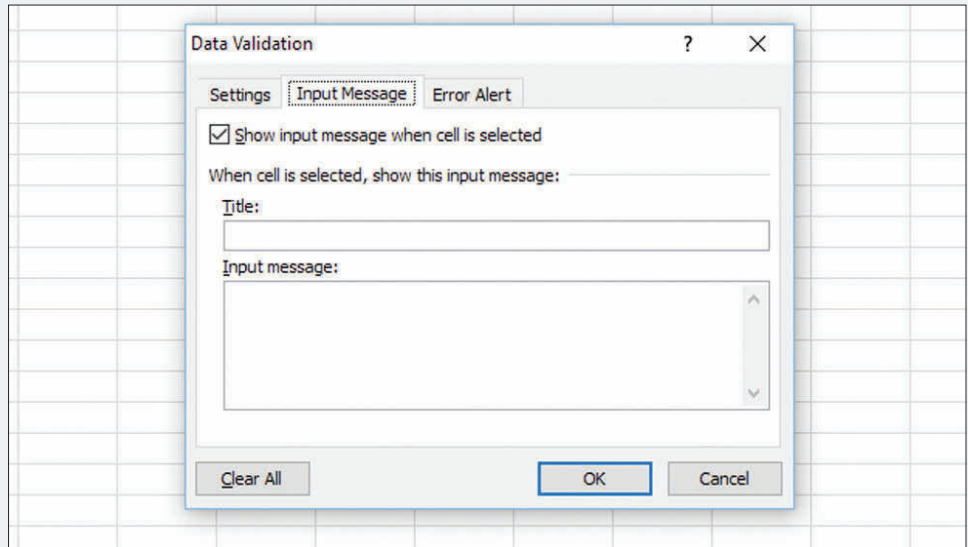 Data Validation ? ×
Settings Input Message Error Alert
Show input message when cell is selected
When cell is selected, show this input message:
Title:
Input message:
Clear All OK Cancel